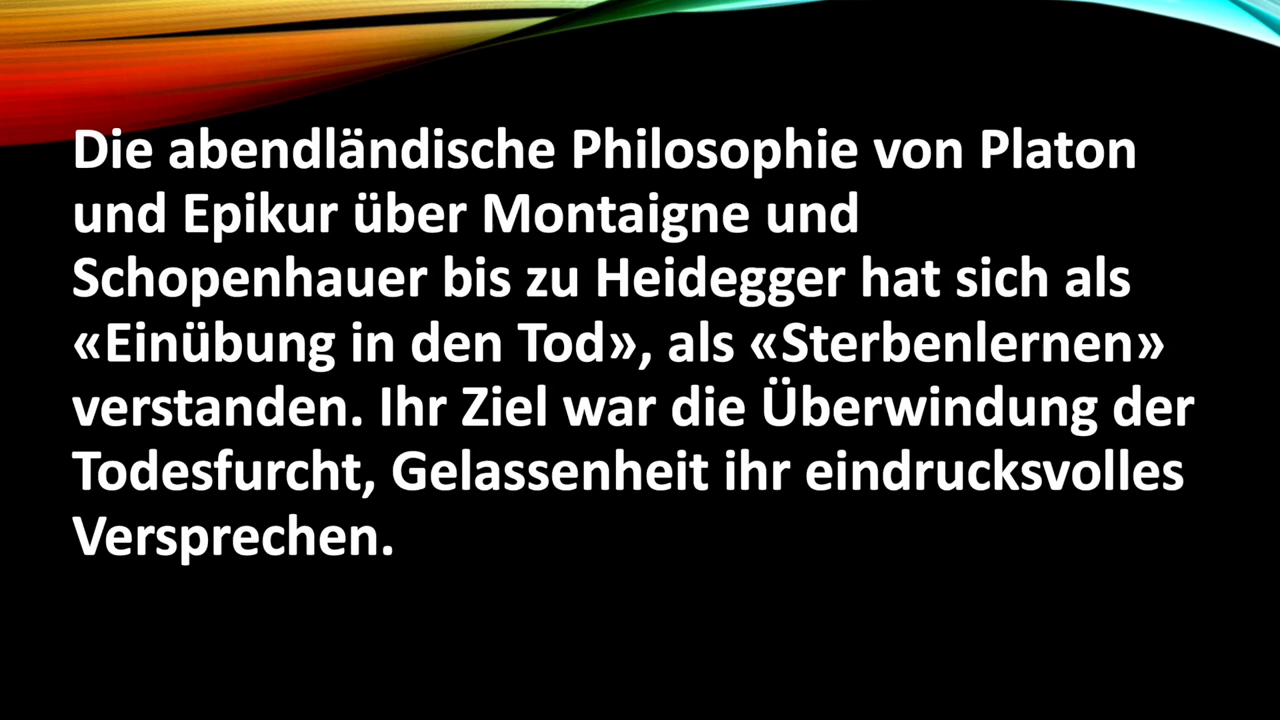 Die abendländische Philosophie von Platon
und Epikur über Montaigne und
Schopenhauer bis zu Heidegger hat sich als
«Einübung in den Tod», als «Sterbenlernen»
verstanden. Ihr Ziel war die Überwindung der
Todesfurcht, Gelassenheit ihr eindrucksvolles
Versprechen.